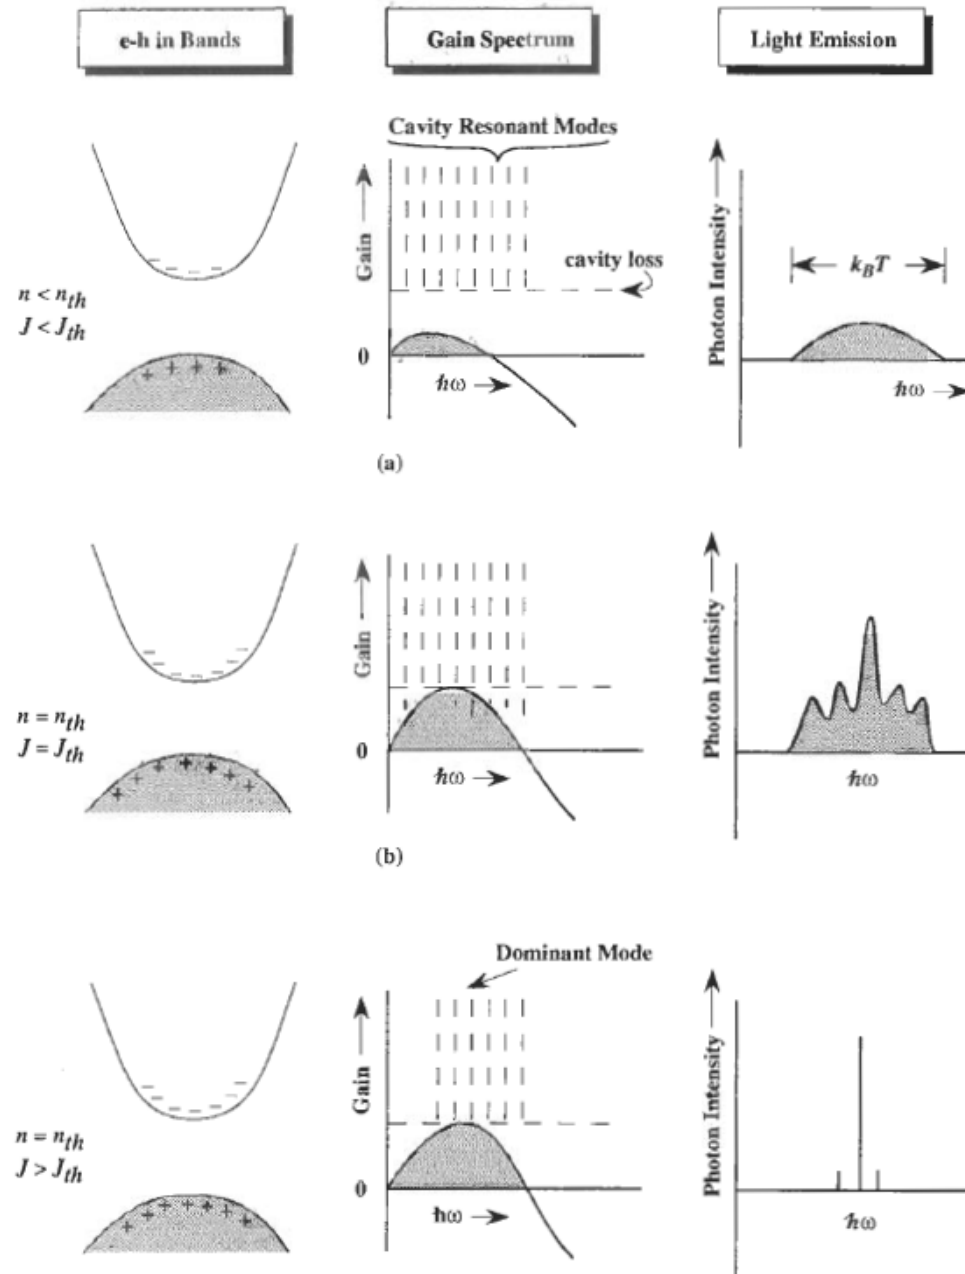 e-h in Bands
Gain Spectrum
Light Emission
Cavity Resonant Modes
Gain
cavity loss
0
ℏω
n < n_th
J < J_th
Photon Intensity
k_BT
ℏω
(a)
Gain
0
ℏω
n = n_th
J = J_th
Photon Intensity
ℏω
(b)
Dominant Mode
Gain
0
ℏω
n = n_th
J > J_th
Photon Intensity
ℏω